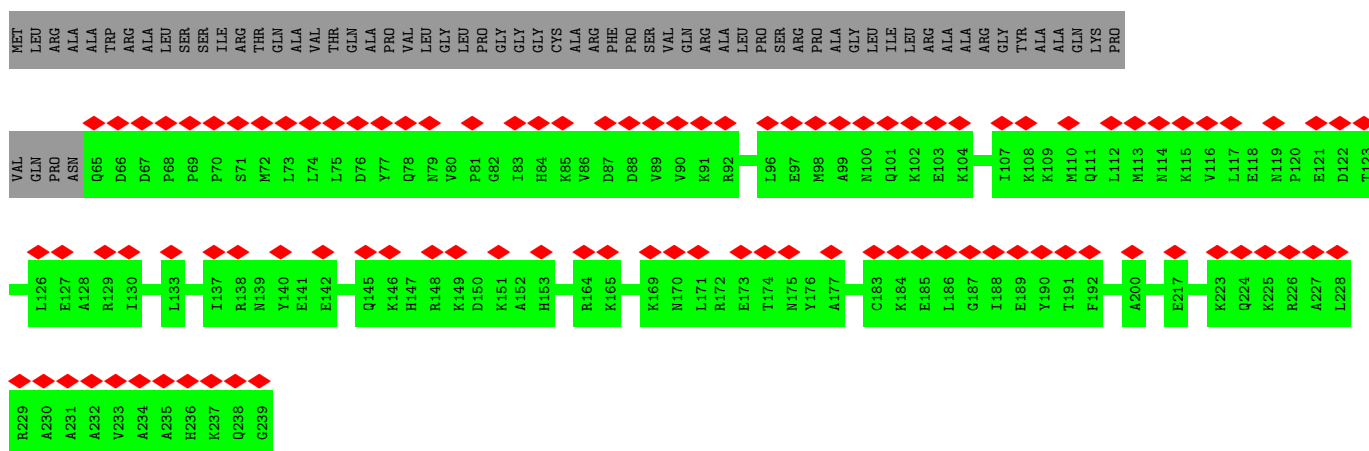 MET LEU ARG ALA ALA TRP ARG ALA LEU SER SER ILE ARG THR GLN ALA VAL THR GLN ALA PRO VAL LEU GLY LEU PRO GLY GLY GLY CYS ALA ARG PHE PRO SER VAL GLN ARG ALA LEU PRO SER ARG PRO ALA GLY LEU ILE LEU ARG ALA ALA ARG GLY TYR ALA ALA GLN LYS PRO
VAL GLN PRO ASN Q65 D66 D67 P68 P69 P70 S71 M72 L73 L74 L75 D76 Y77 Q78 N79 V80 P81 G82 I83 H84 K85 V86 D87 D88 V89 V90 K91 R92 L96 E97 M98 A99 N100 Q101 K102 E103 K104 I107 K108 K109 M110 Q111 L112 M113 N114 K115 V116 L117 E118 N119 P120 E121 D122 T123
L126 E127 A128 R129 I130 L133 I137 R138 N139 Y140 E141 E142 Q145 K146 H147 R148 K149 D150 K151 A152 H153 R164 K165 K169 N170 L171 R172 E173 T174 N175 Y176 A177 C183 K184 E185 L186 G187 I188 E189 Y190 T191 F192 A200 E217 K223 Q224 K225 R226 A227 L228
R229 A230 A231 A232 V233 A234 A235 H236 K237 Q238 G239